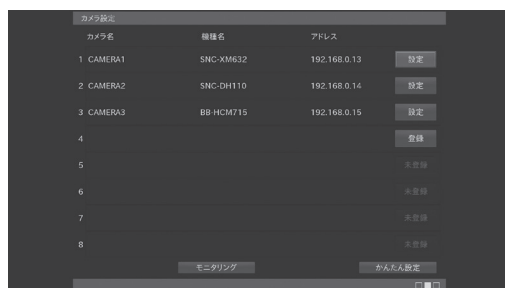 カメラ設定
カメラ名 機種名 アドレス
1 CAMERA1 SNC-XM632 192.168.0.13 設定
2 CAMERA2 SNC-DH110 192.168.0.14 設定
3 CAMERA3 BB-HCM715 192.168.0.15 設定
4 登録
5 未登録
6 未登録
7 未登録
8 未登録
モニタリング かんたん設定